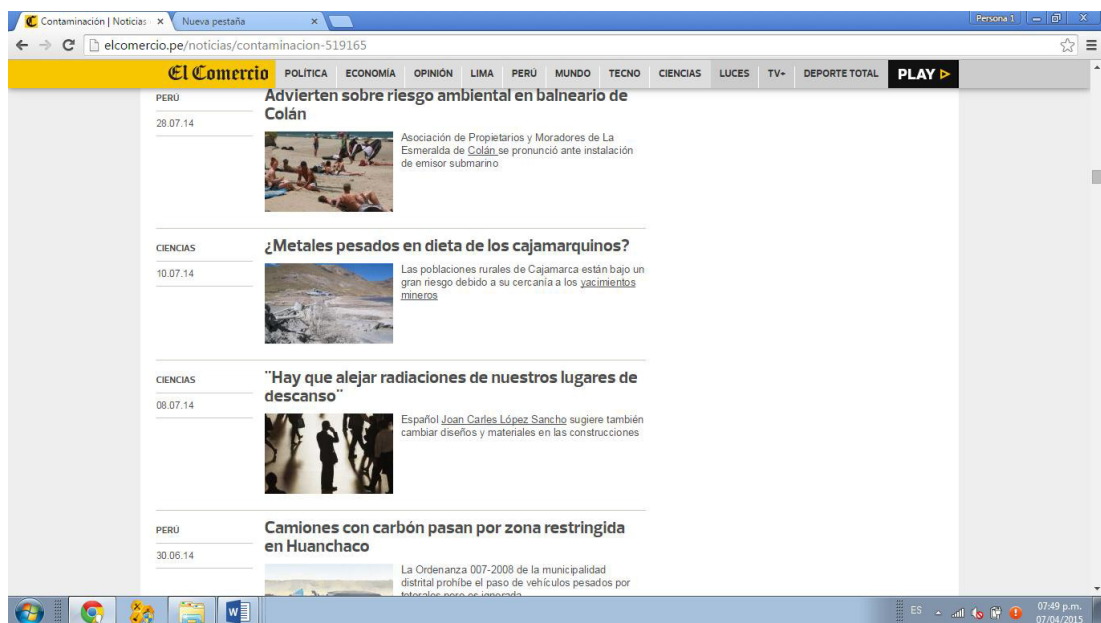 Contaminación | Noticias
Nueva pestaña
Persona 1
elcomercio.pe/noticias/contaminacion-519165
El Comercio POLÍTICA ECONOMÍA OPINIÓN LIMA PERÚ MUNDO TECNO CIENCIAS LUCES TV+ DEPORTE TOTAL PLAY
PERÚ
28.07.14
Advierten sobre riesgo ambiental en balneario de
Colán
Asociación de Propietarios y Moradores de La
Esmeralda de Colán se pronunció ante instalación
de emisor submarino
CIENCIAS
10.07.14
¿Metales pesados en dieta de los cajamarquinos?
Las poblaciones rurales de Cajamarca están bajo un
gran riesgo debido a su cercanía a los yacimientos
mineros
CIENCIAS
08.07.14
¨Hay que alejar radiaciones de nuestros lugares de
descanso¨
Español Joan Carles López Sancho sugiere también
cambiar diseños y materiales en las construcciones
PERÚ
30.06.14
Camiones con carbón pasan por zona restringida
en Huanchaco
La Ordenanza 007-2008 de la municipalidad
distrital prohíbe el paso de vehículos pesados por
totorales pero es ignorada
ES
07:49 p.m.
07/04/2015